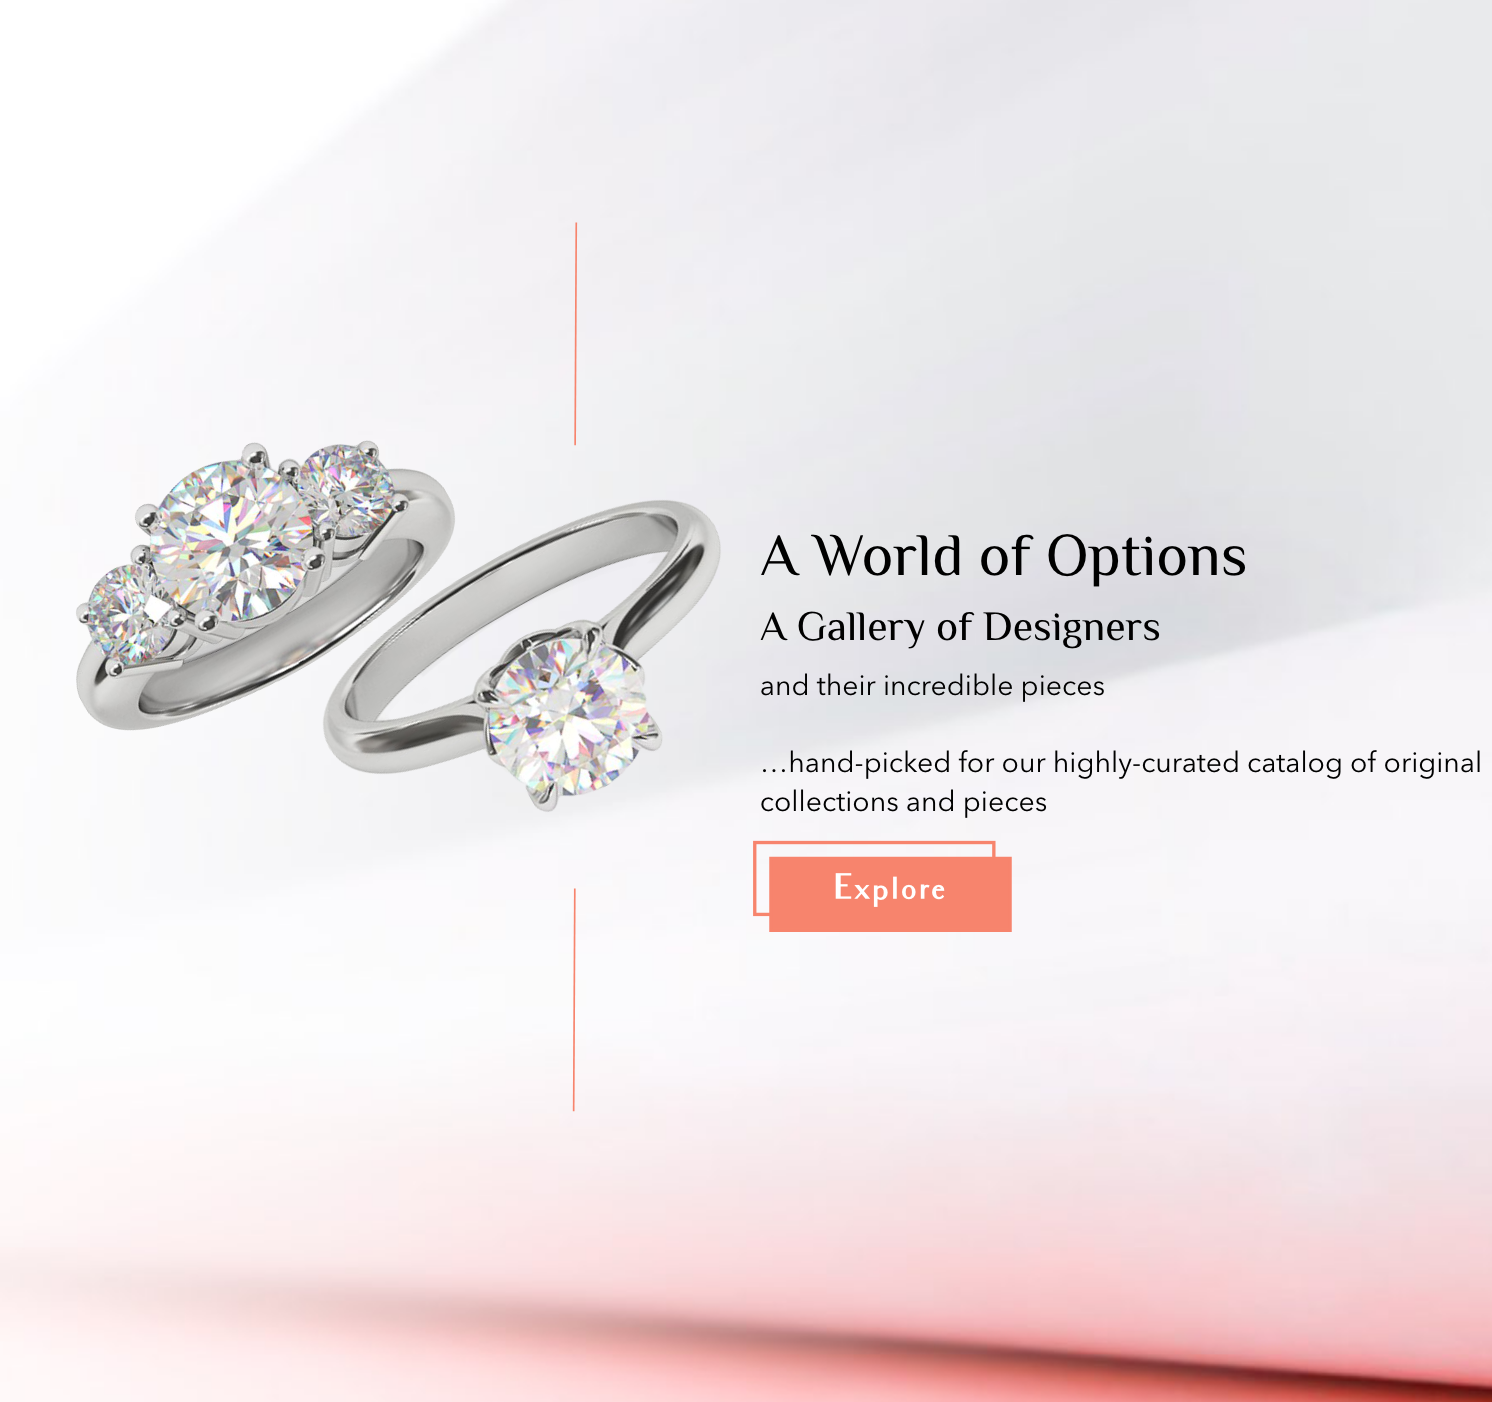 A World of Options
A Gallery of Designers
and their incredible pieces
…hand-picked for our highly-curated catalog of original
collections and pieces
Explore